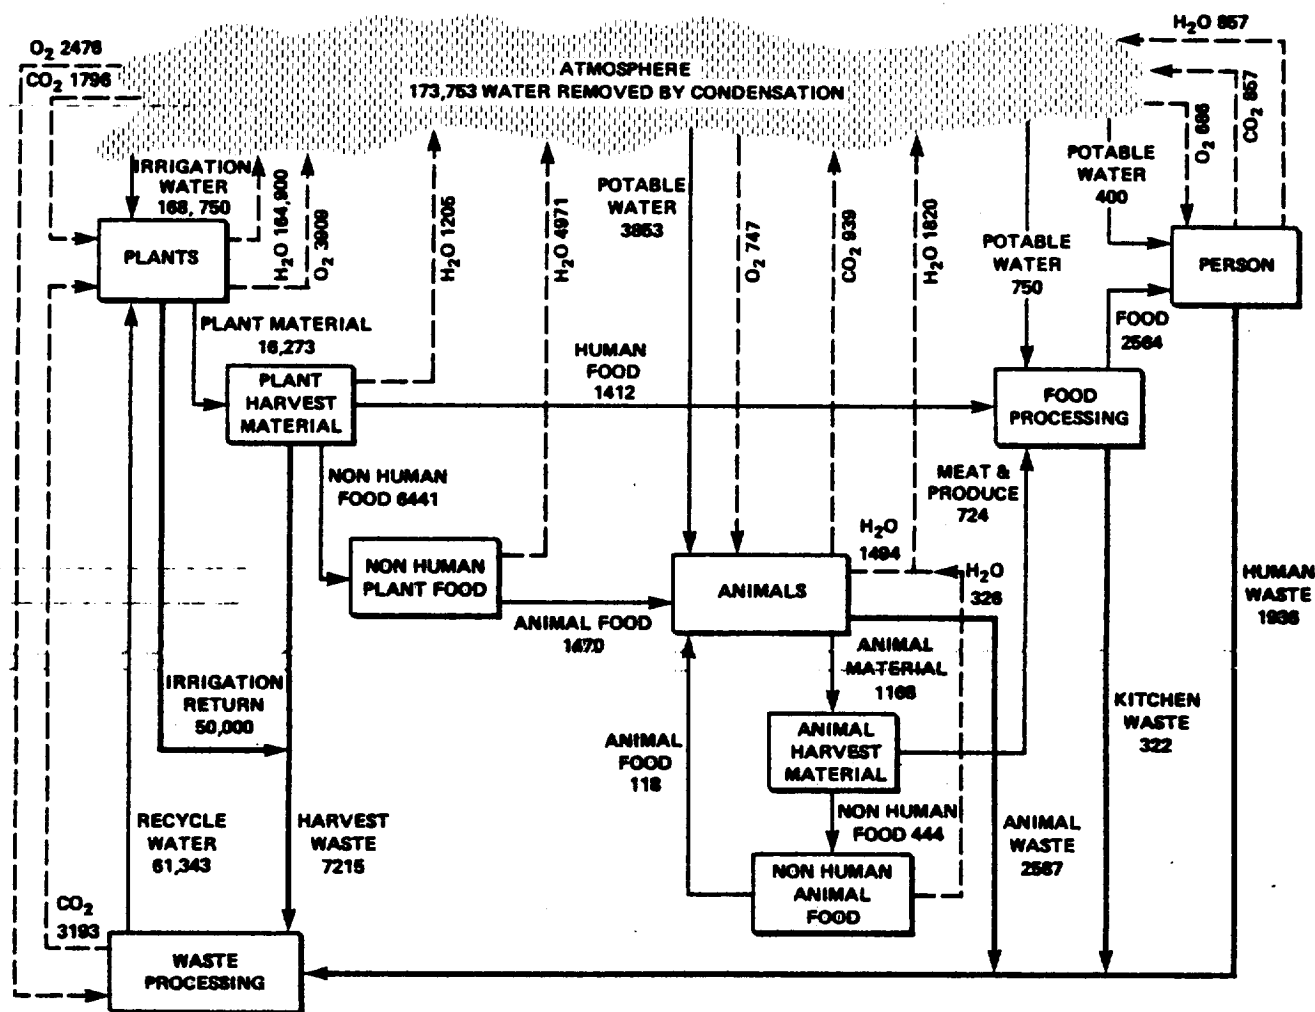 H₂O 857
O₂ 2476
CO₂ 1796
ATMOSPHERE
173,753 WATER REMOVED BY CONDENSATION
CO₂ 857
O₂ 686
IRRIGATION
WATER
168,750
H₂O 164,900
O₂ 3909
H₂O 1205
H₂O 4971
POTABLE
WATER
3853
O₂ 747
CO₂ 939
H₂O 1820
POTABLE
WATER
400
POTABLE
WATER
750
PLANTS
PERSON
PLANT MATERIAL
16,273
FOOD
2564
PLANT
HARVEST
MATERIAL
HUMAN
FOOD
1412
FOOD
PROCESSING
NON HUMAN
FOOD 6441
MEAT &
PRODUCE
724
NON HUMAN
PLANT FOOD
ANIMALS
H₂O
1494
H₂O
326
HUMAN
WASTE
1936
ANIMAL FOOD
1470
ANIMAL
MATERIAL
1168
IRRIGATION
RETURN
50,000
ANIMAL
FOOD
118
ANIMAL
HARVEST
MATERIAL
KITCHEN
WASTE
322
RECYCLE
WATER
61,343
HARVEST
WASTE
7215
NON HUMAN
FOOD 444
ANIMAL
WASTE
2567
CO₂
3193
NON HUMAN
ANIMAL
FOOD
WASTE
PROCESSING